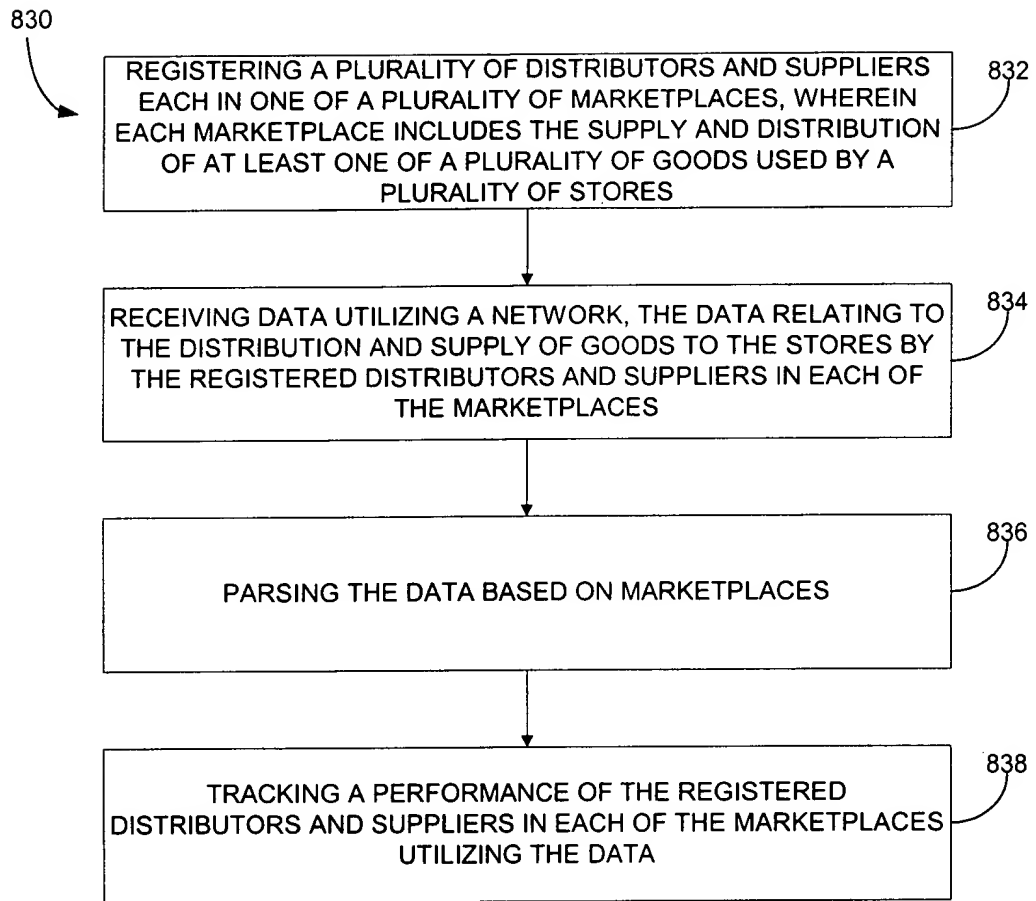 830
REGISTERING A PLURALITY OF DISTRIBUTORS AND SUPPLIERS
EACH IN ONE OF A PLURALITY OF MARKETPLACES, WHEREIN
EACH MARKETPLACE INCLUDES THE SUPPLY AND DISTRIBUTION
OF AT LEAST ONE OF A PLURALITY OF GOODS USED BY A
PLURALITY OF STORES
832
RECEIVING DATA UTILIZING A NETWORK, THE DATA RELATING TO
THE DISTRIBUTION AND SUPPLY OF GOODS TO THE STORES BY
THE REGISTERED DISTRIBUTORS AND SUPPLIERS IN EACH OF
THE MARKETPLACES
834
PARSING THE DATA BASED ON MARKETPLACES
836
TRACKING A PERFORMANCE OF THE REGISTERED
DISTRIBUTORS AND SUPPLIERS IN EACH OF THE MARKETPLACES
UTILIZING THE DATA
838